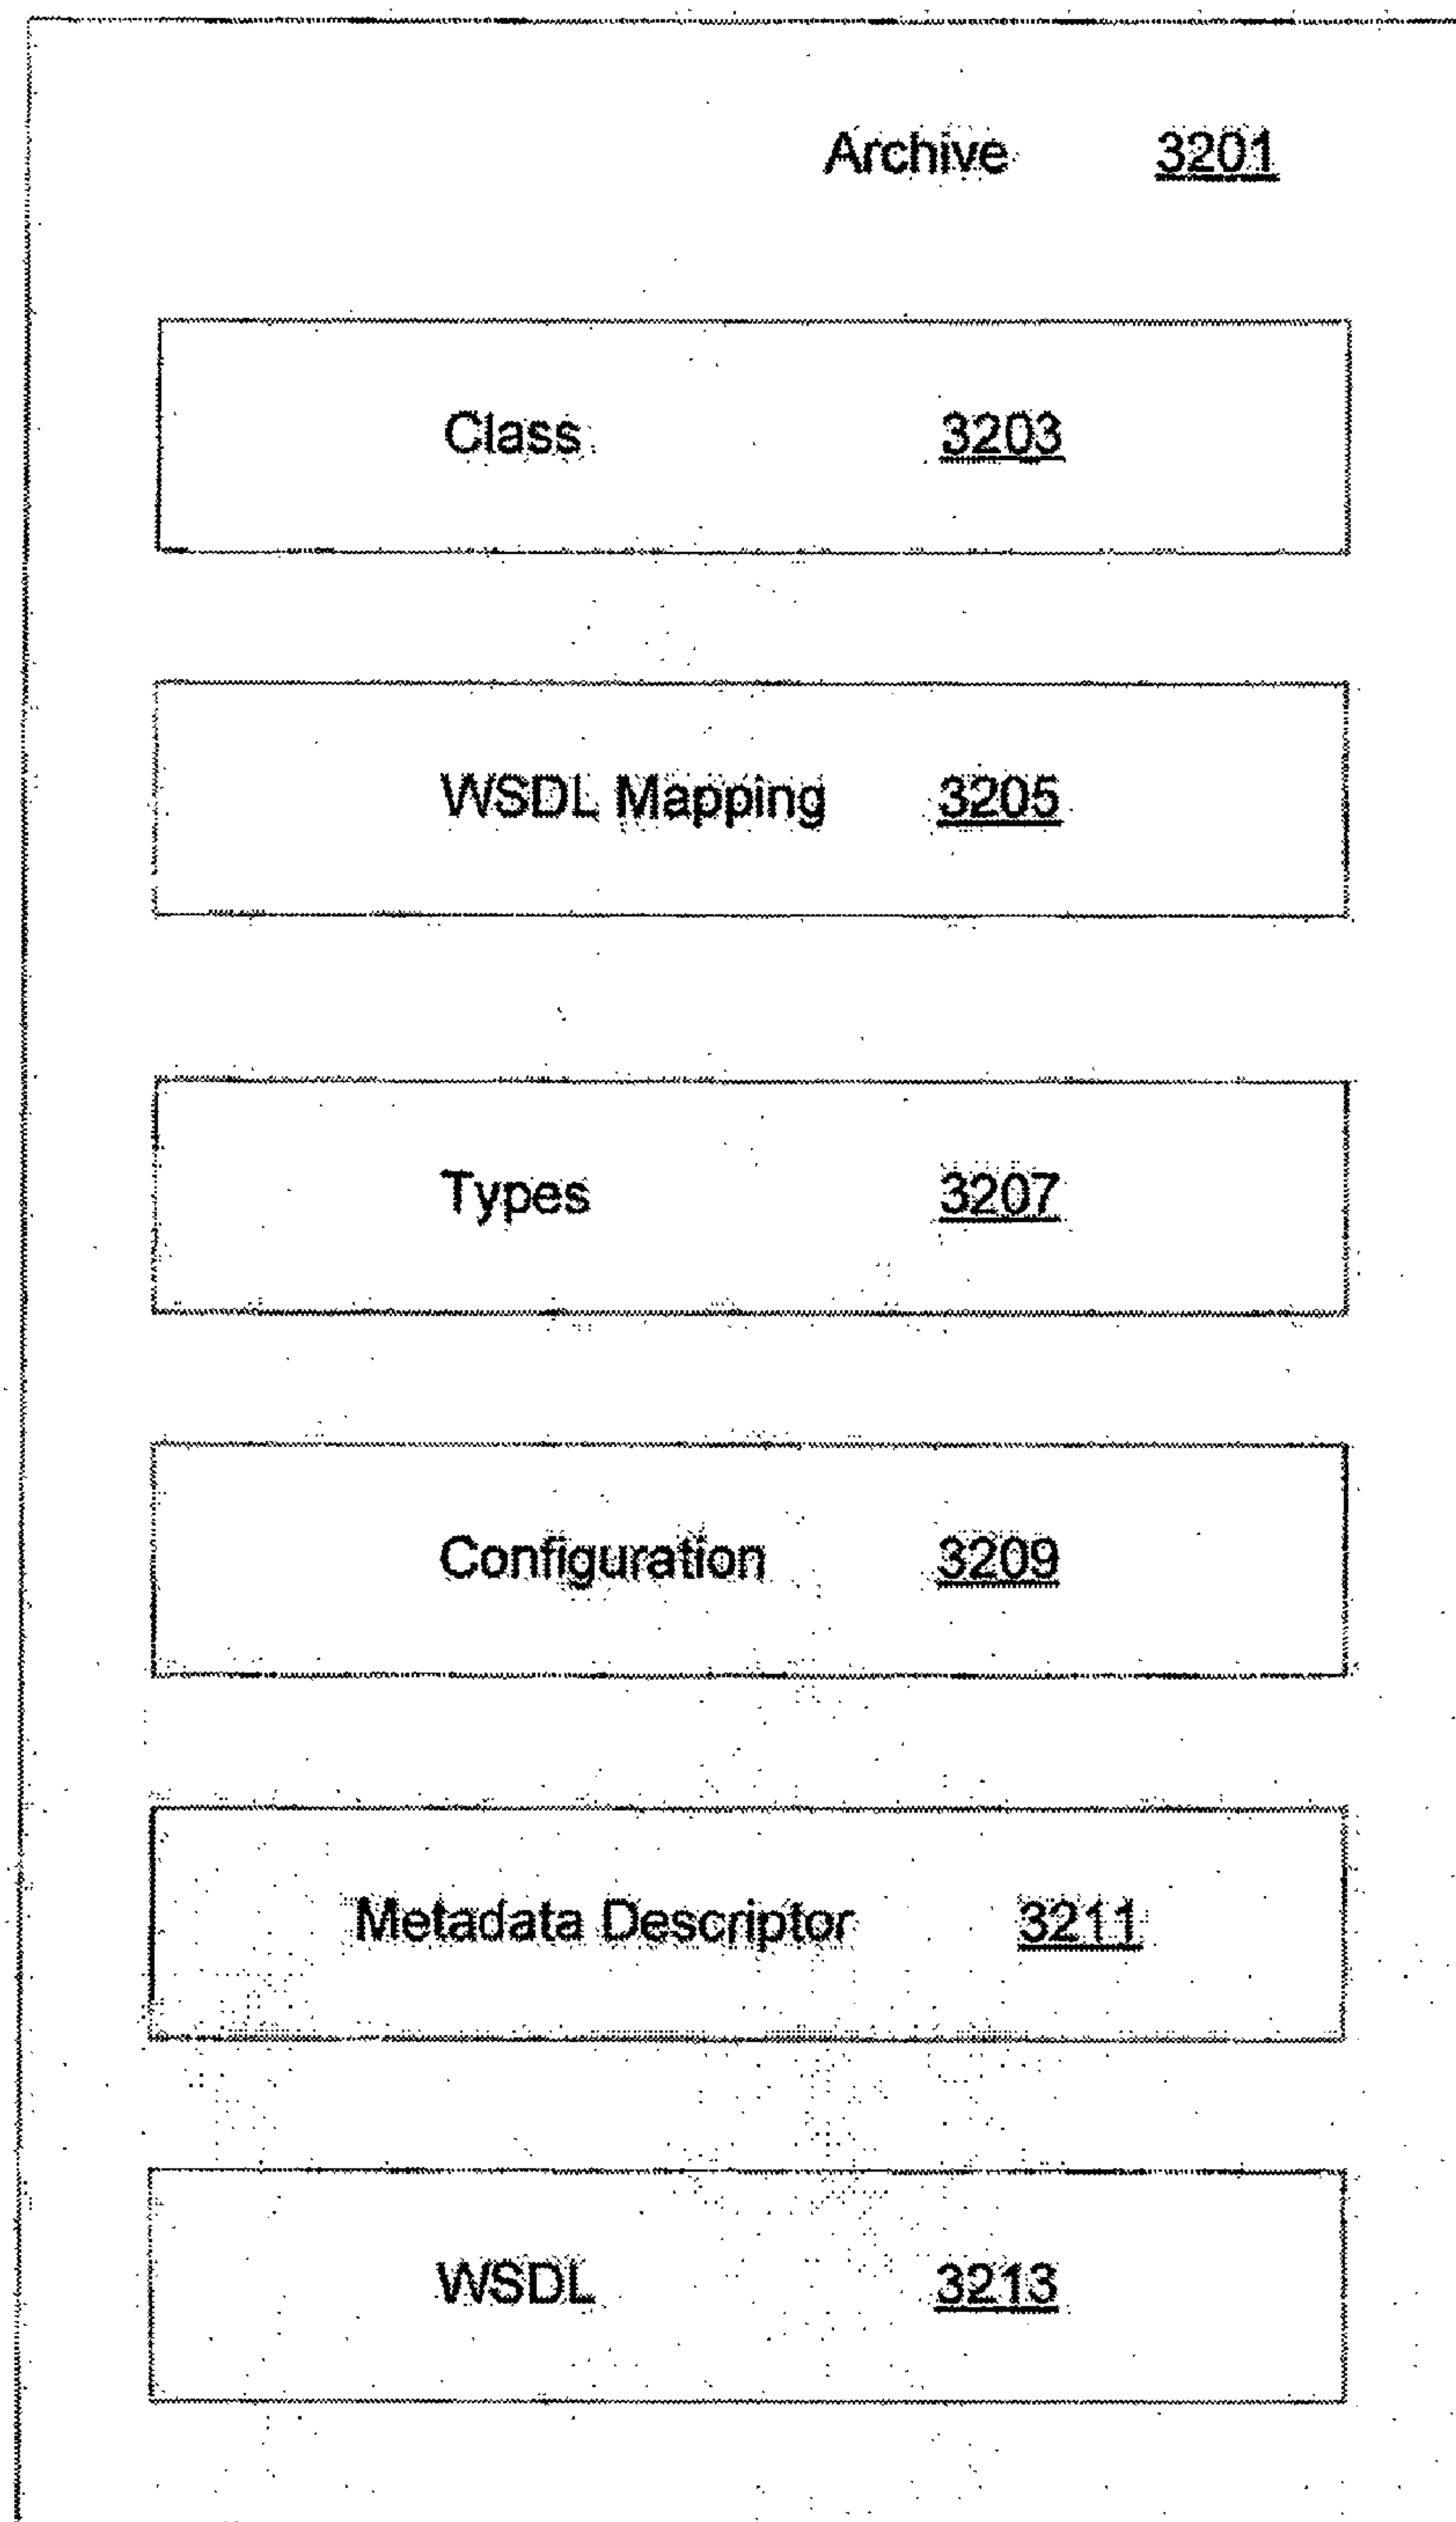 Archive 3201
Class 3203
WSDL Mapping 3205
Types 3207
Configuration 3209
Metadata Descriptor 3211
WSDL 3213